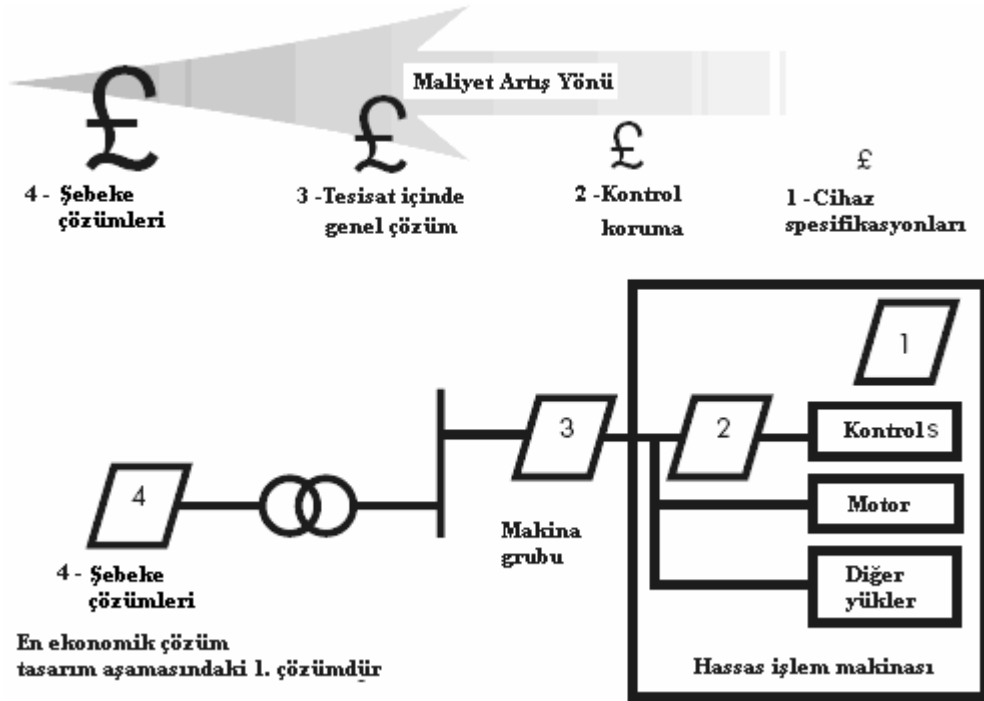 Maliyet Artış Yönü
£
£
£
£
4 - Şebeke
çözümleri
3 -Tesisat içinde
genel çözüm
2 -Kontrol
koruma
1 -Cihaz
spesifikasyonları
1
4
3
2
Kontrols
Motor
Diğer
yükler
Makina
grubu
4 - Şebeke
çözümleri
En ekonomik çözüm
tasarım aşamasındaki 1. çözümdür
Hassas işlem makinası